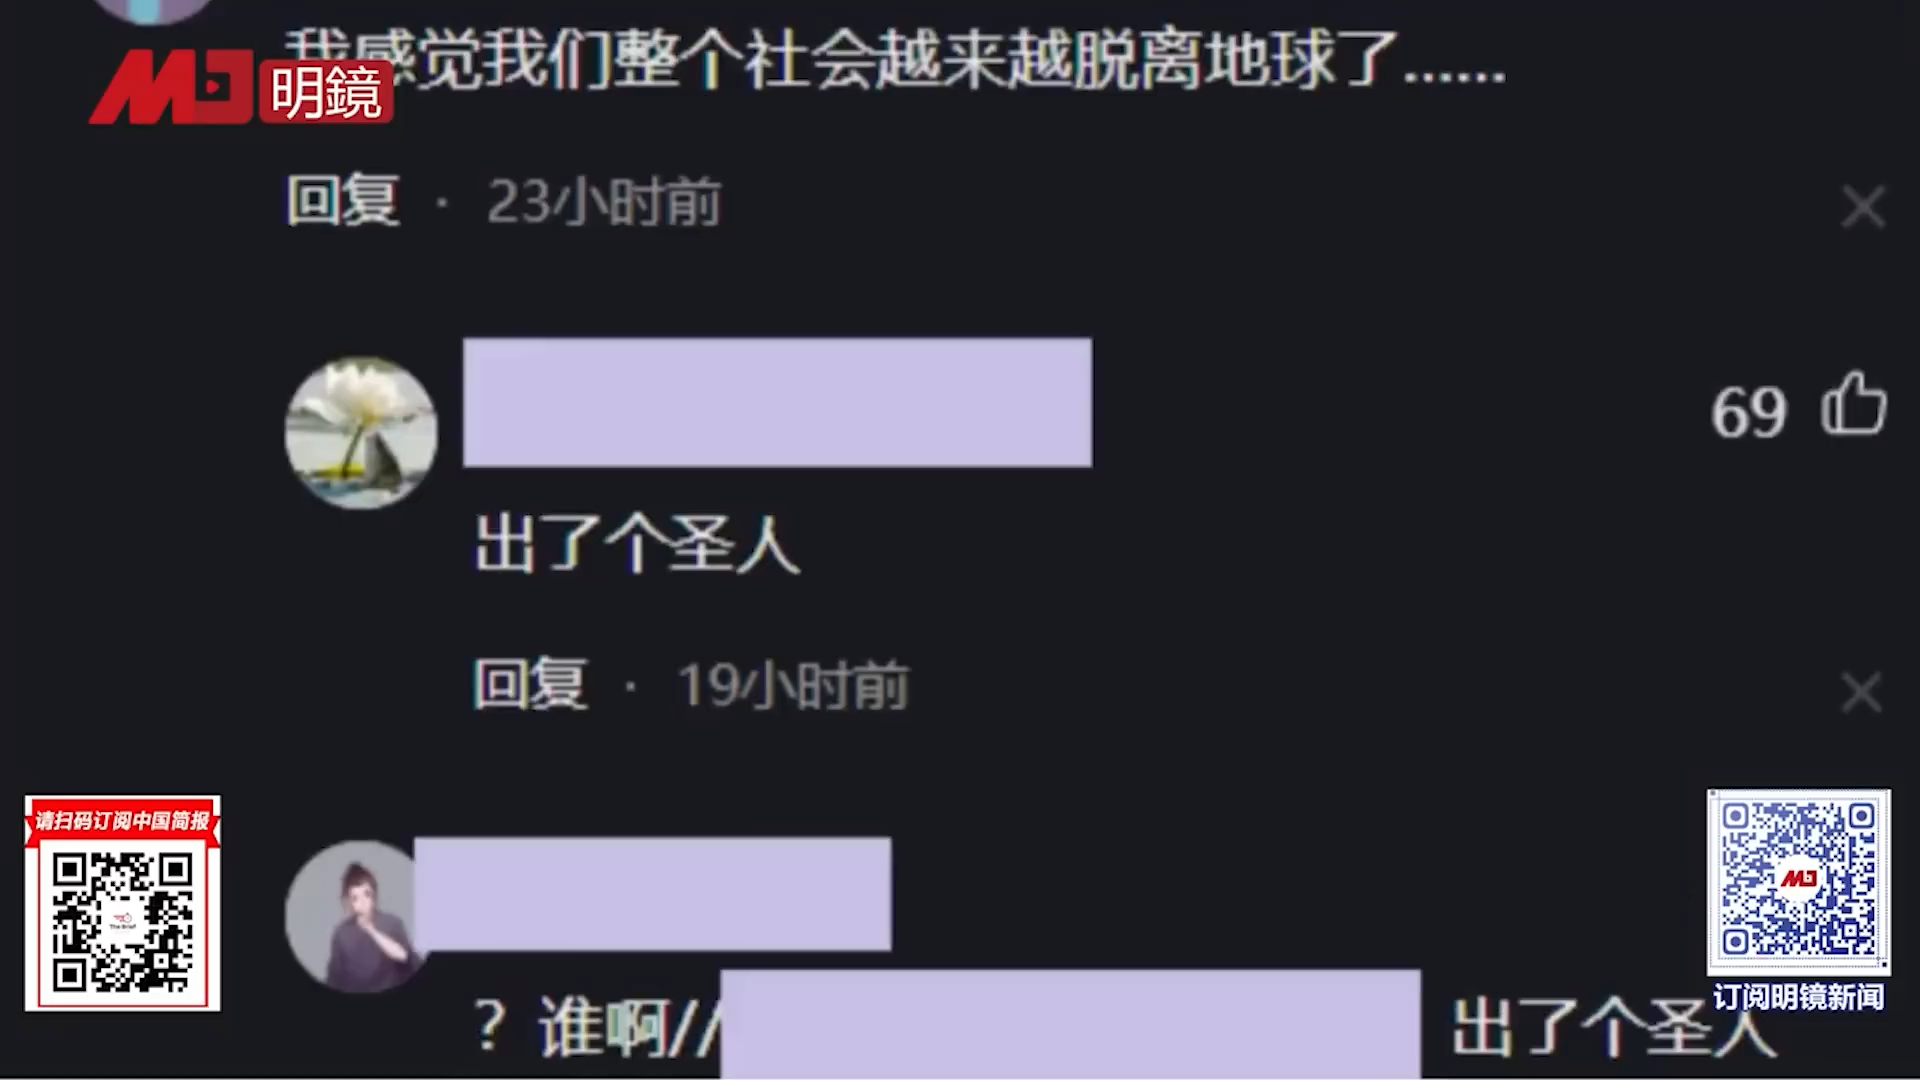 我感觉我们整个社会越来越脱离地球了......
明鏡
回复 · 23小时前
69
出了个圣人
回复 · 19小时前
请扫码订阅中国简报
？谁啊//
出了个圣人
订阅明镜新闻